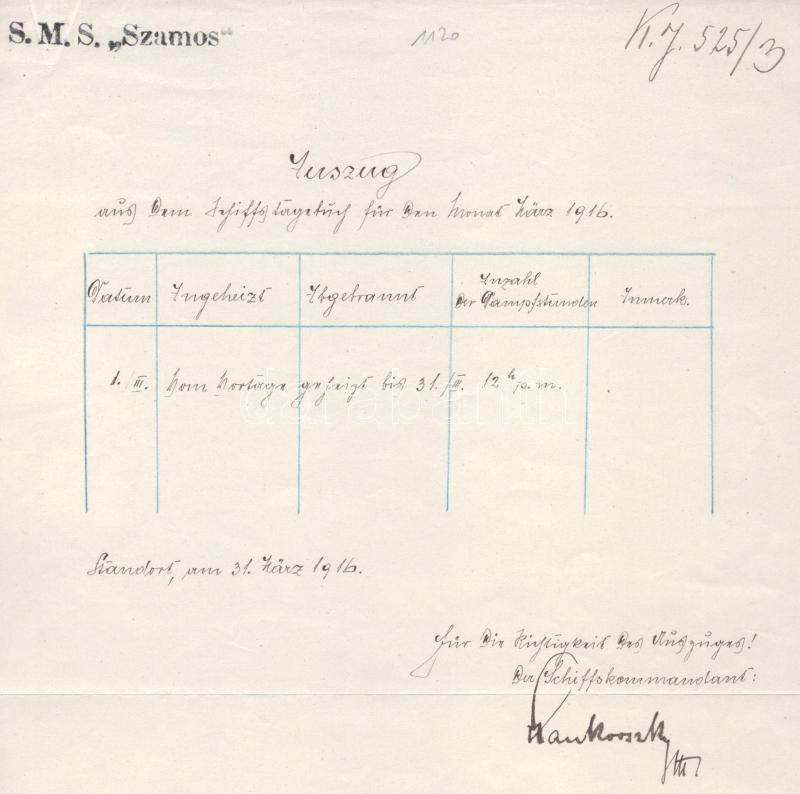 S. M. S. „Szamos“
1120
K. J. 525/3
Auszug
aus dem Schiffstagebuch für den Monat März 1916.
Datum
Angeheizt
Abgebrannt
Anzahl
der Dampfstunden
Anmerk.
1./III. Vom Vortage geheizt bis 31./III. 12 h p. m.
darabanth
Standort, am 31. März 1916.
Für die Richtigkeit des Auszuges!
Der Schiffskommandant: